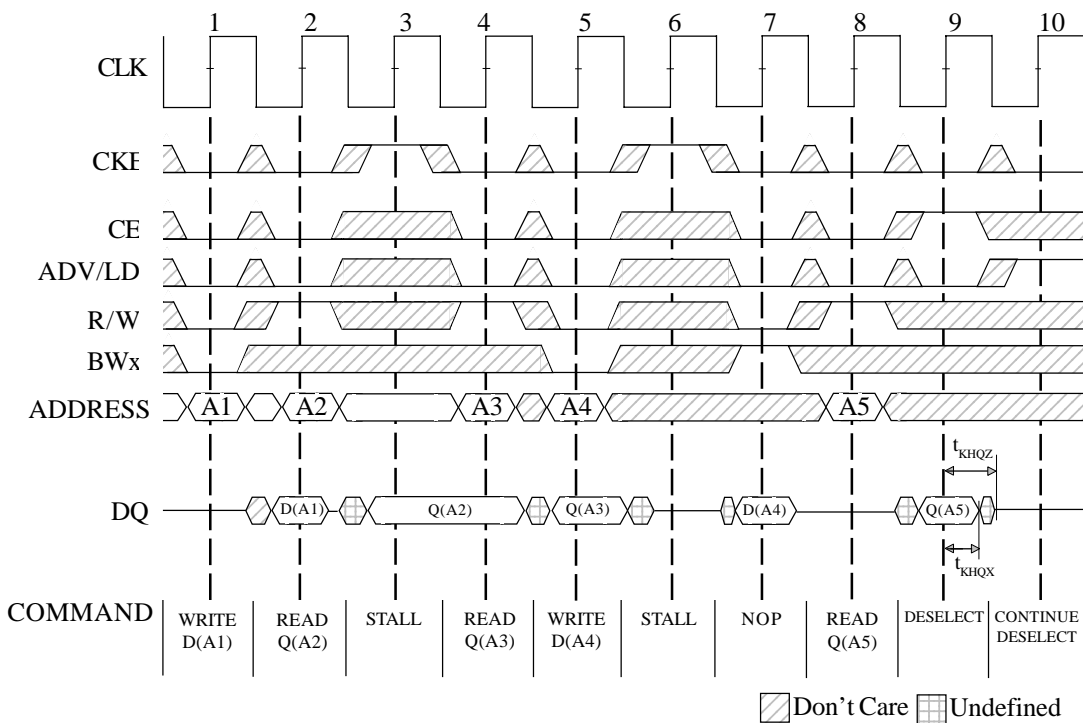 1 2 3 4 5 6 7 8 9 10
CLK
CKE
CE
ADV/LD
R/W
BWx
ADDRESS A1 A2 A3 A4 A5
tKHQZ
DQ D(A1) Q(A2) Q(A3) D(A4) Q(A5)
tKHQX
COMMAND WRITE D(A1) READ Q(A2) STALL READ Q(A3) WRITE D(A4) STALL NOP READ Q(A5) DESELECT CONTINUE DESELECT
Don't Care Undefined